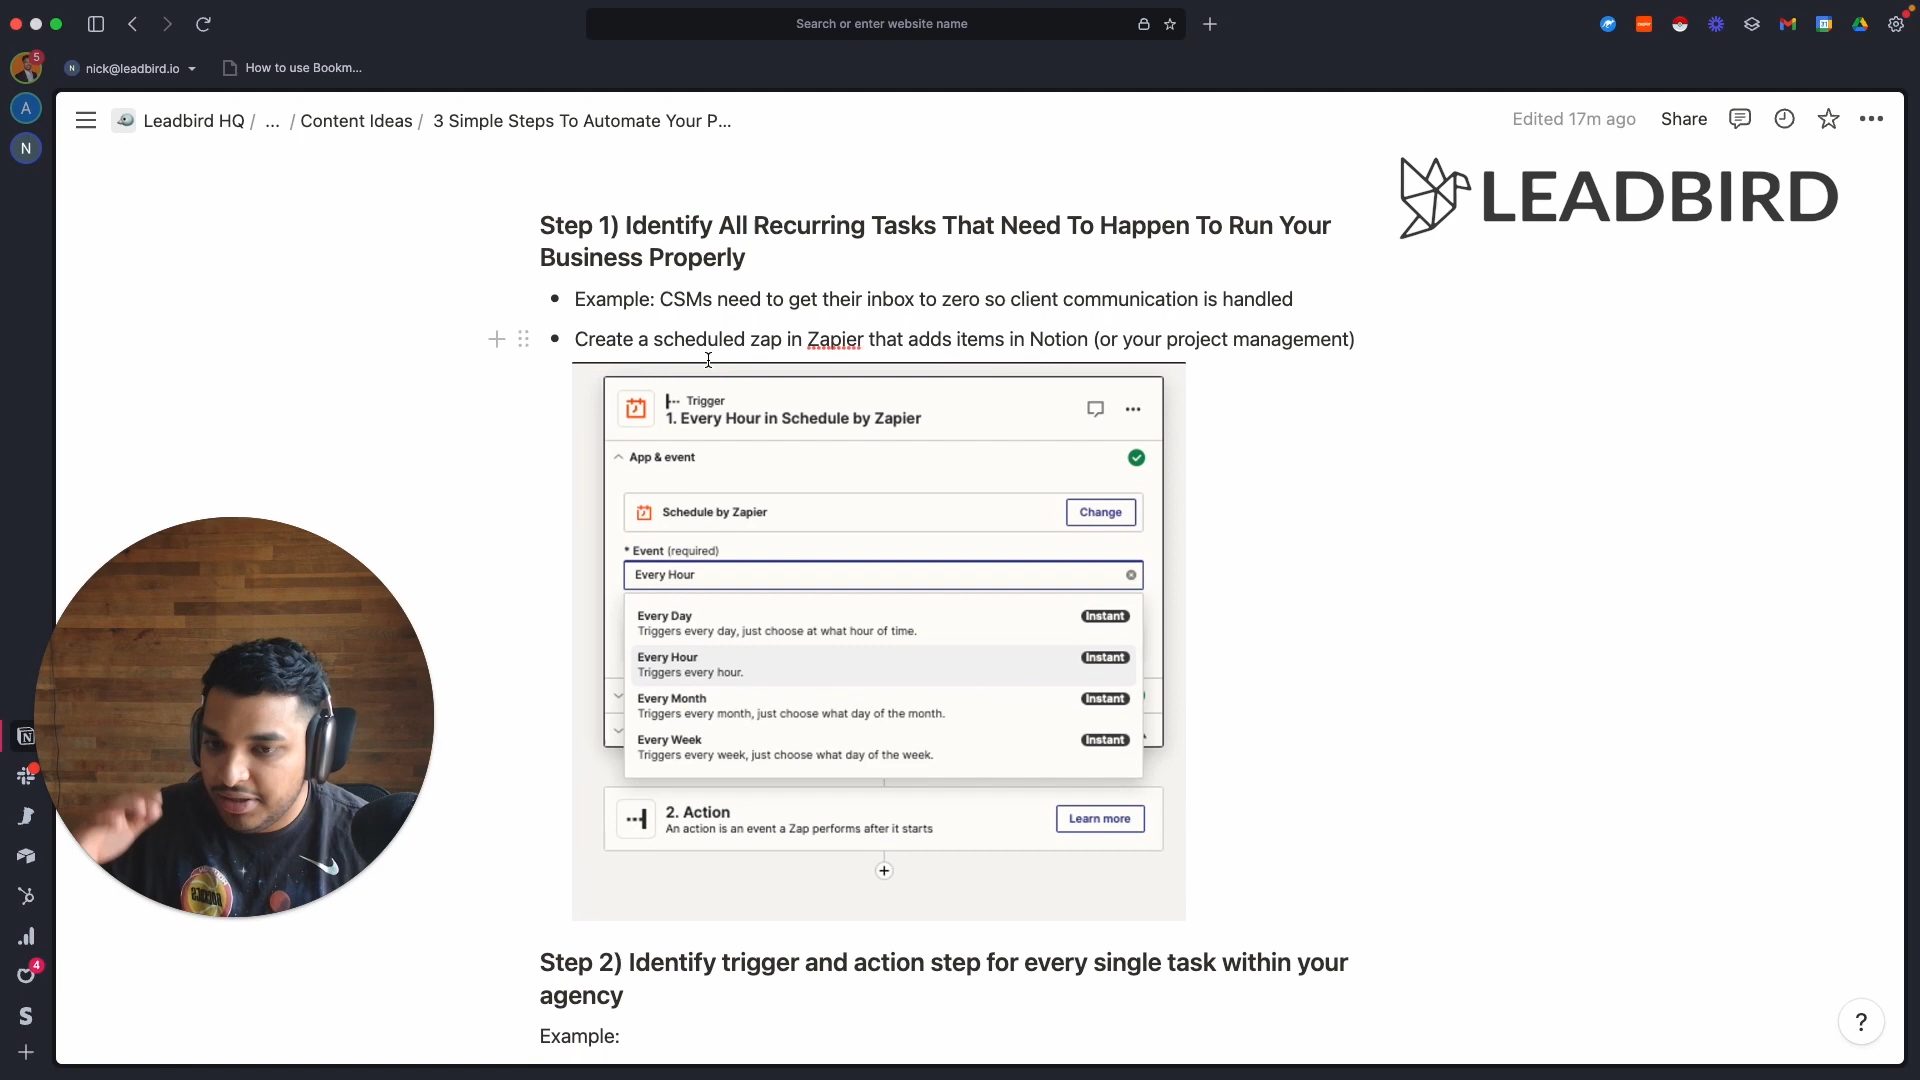 Search or enter website name
5
nick@leadbird.io
How to use Bookm...
A
N
Leadbird HQ / ... / Content Ideas / 3 Simple Steps To Automate Your P...
Edited 17m ago
Share
LEADBIRD
Step 1) Identify All Recurring Tasks That Need To Happen To Run Your
Business Properly
• Example: CSMs need to get their inbox to zero so client communication is handled
• Create a scheduled zap in Zapier that adds items in Notion (or your project management)
Trigger
1. Every Hour in Schedule by Zapier
App & event
Schedule by Zapier
Change
* Event (required)
Every Hour
Every Day
Instant
Triggers every day, just choose at what hour of time.
Every Hour
Instant
Triggers every hour.
Every Month
Instant
Triggers every month, just choose what day of the month.
Every Week
Instant
Triggers every week, just choose what day of the week.
2. Action
An action is an event a Zap performs after it starts
Learn more
Step 2) Identify trigger and action step for every single task within your
agency
Example:
4
S
?